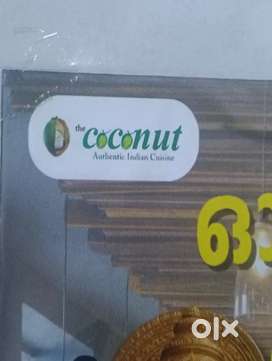 the coconut
Authentic Indian Cuisine
olx